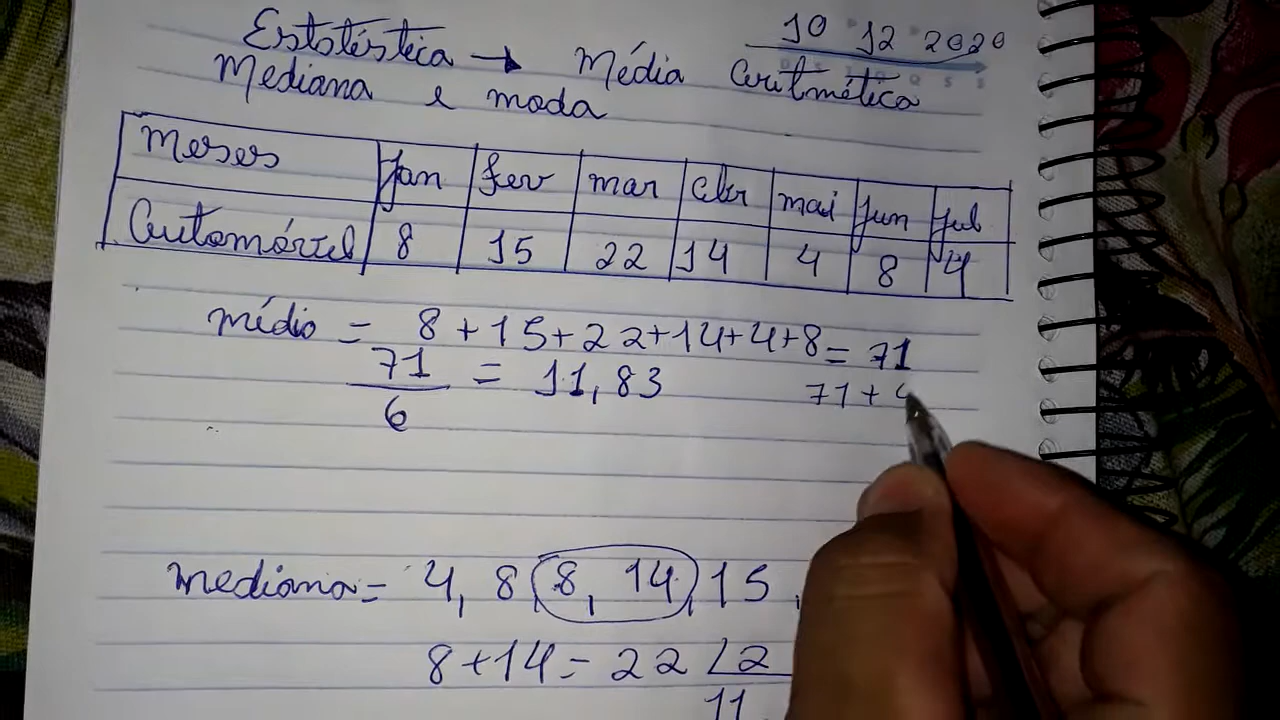 10 12 2020
Estatística → Média Aritmética
Mediana e moda
Meses Jan fev mar Abr mai Jun Jul
Automóvel 8 15 22 14 4 8 4
médio = 8 + 15 + 22 + 14 + 4 + 8 = 71
71 / 6 = 11,83
71 +
mediana = 4, 8, 8, 14, 15,
8 + 14 = 22 2
11